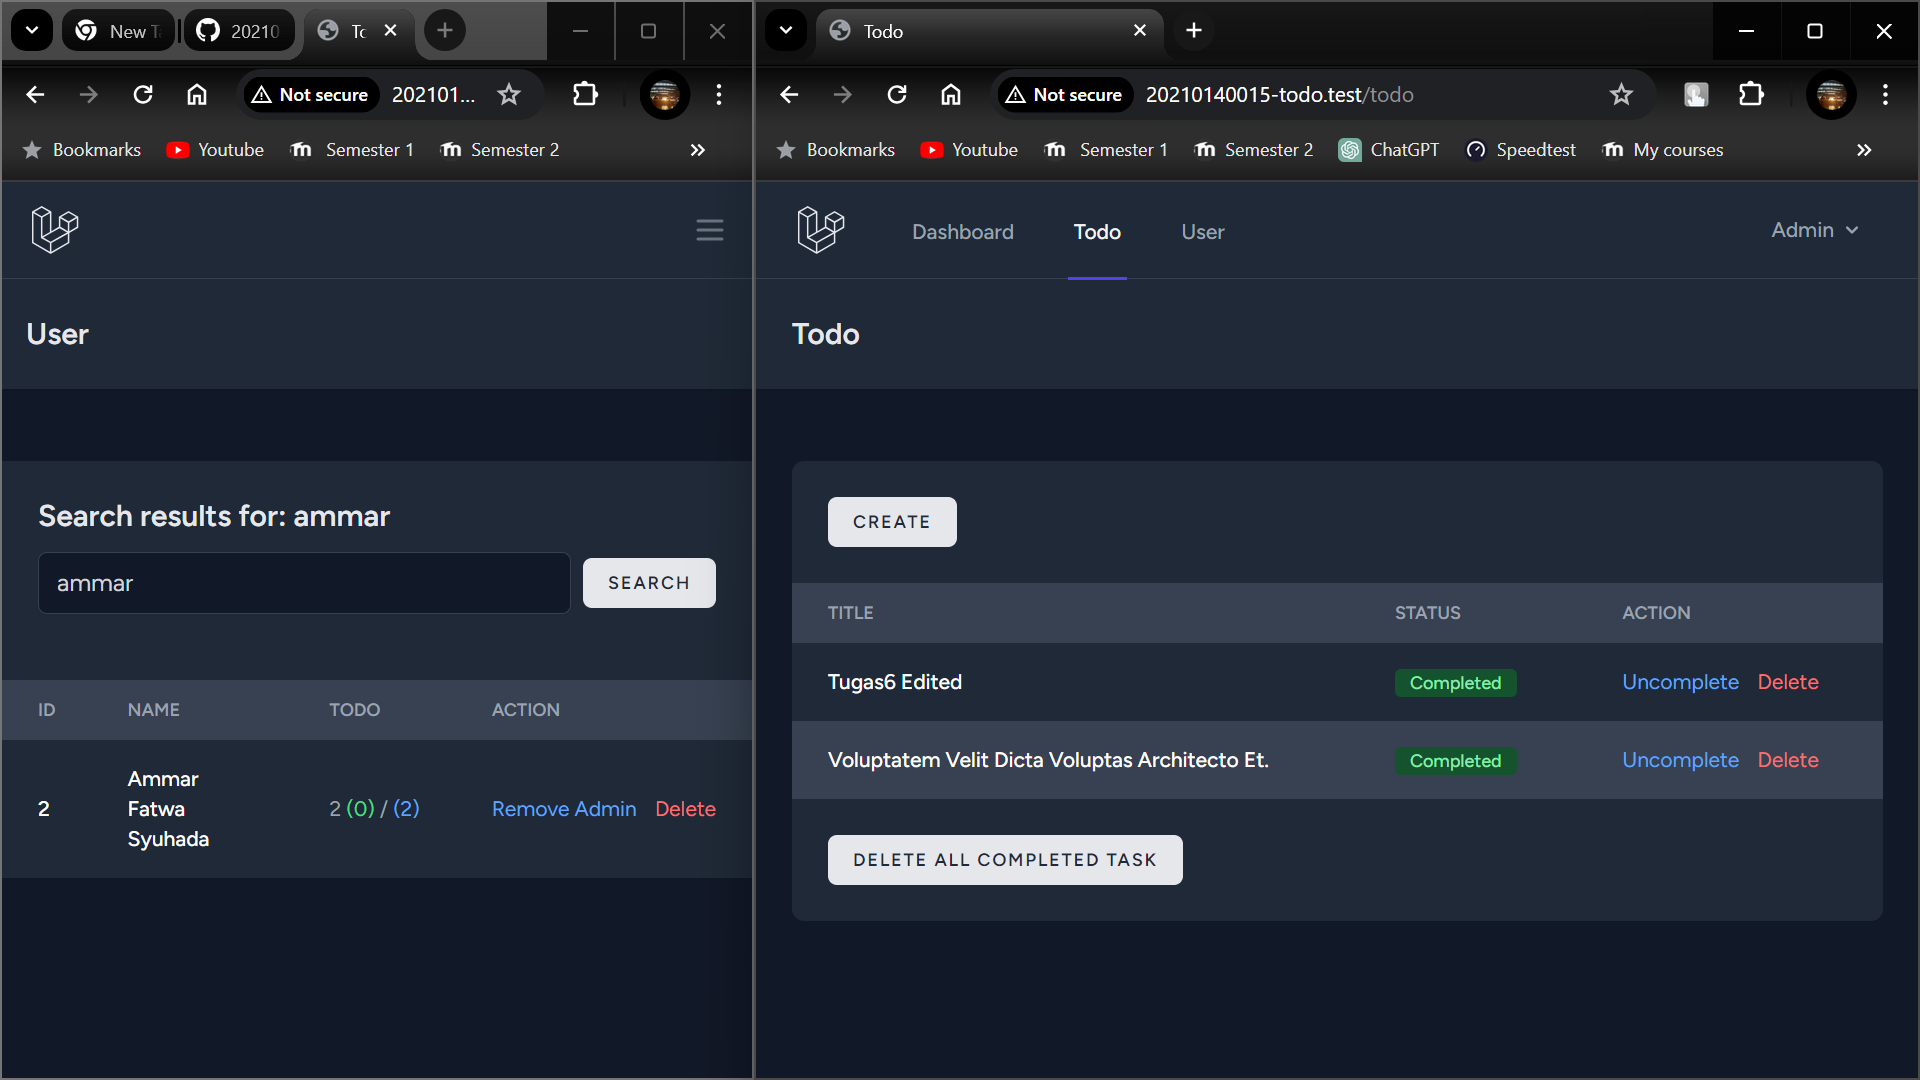 New T
20210
To
Not secure
202101...
Bookmarks
Youtube
Semester 1
Semester 2
User
Search results for: ammar
ammar
SEARCH
ID NAME TODO ACTION
2 Ammar Fatwa Syuhada 2 (0) / (2) Remove Admin Delete
Todo
Not secure
20210140015-todo.test/todo
Bookmarks
Youtube
Semester 1
Semester 2
ChatGPT
Speedtest
My courses
Dashboard
Todo
User
Admin
Todo
CREATE
TITLE STATUS ACTION
Tugas6 Edited Completed Uncomplete Delete
Voluptatem Velit Dicta Voluptas Architecto Et. Completed Uncomplete Delete
DELETE ALL COMPLETED TASK